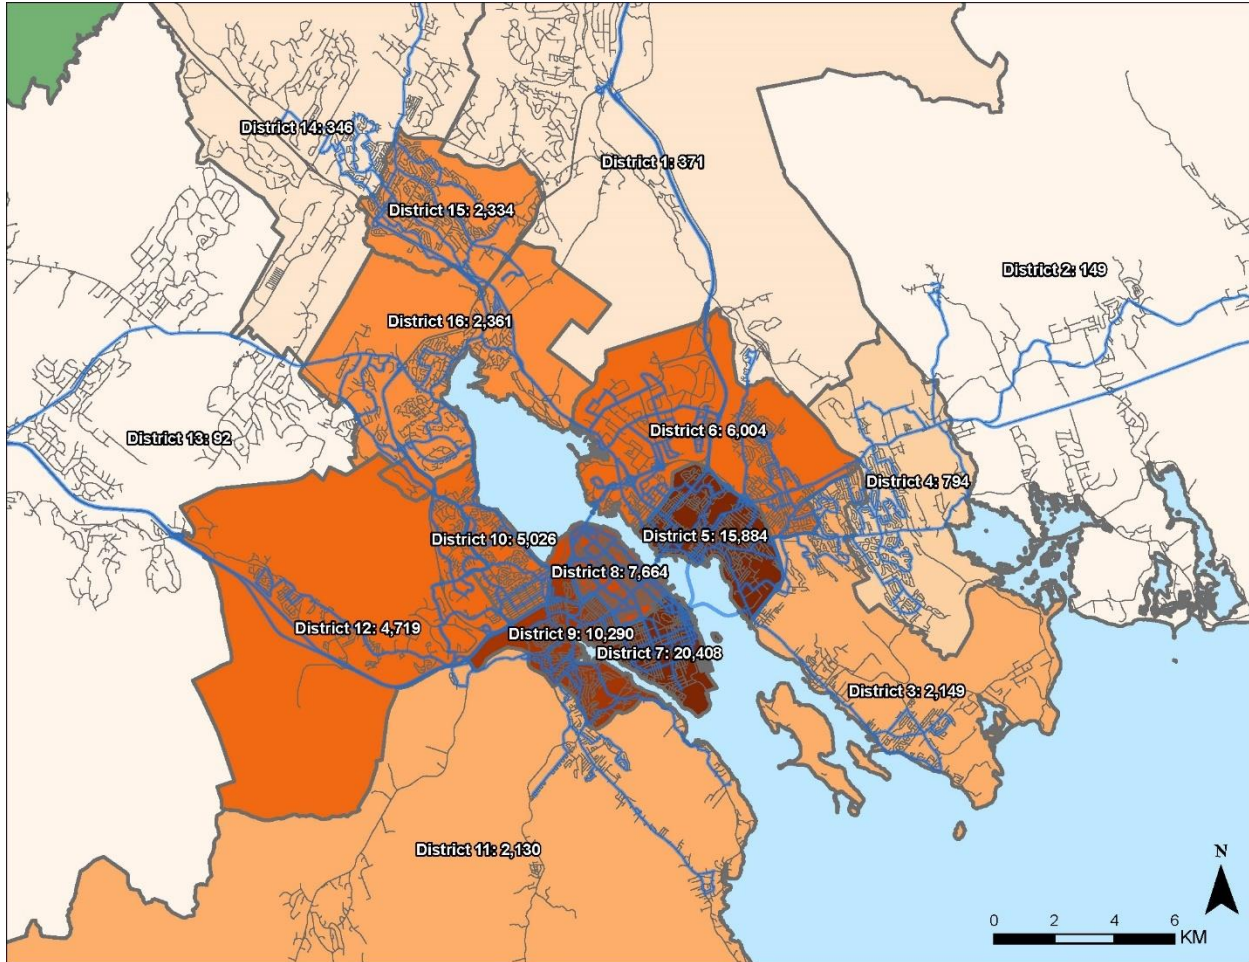 District 14: 346
District 1: 371
District 15: 2,334
District 2: 149
District 16: 2,361
District 13: 92
District 6: 6,004
District 4: 794
District 5: 15,884
District 10: 5,026
District 8: 7,664
District 12: 4,719
District 9: 10,290
District 7: 20,408
District 3: 2,149
District 11: 2,130
N
0 2 4 6
KM